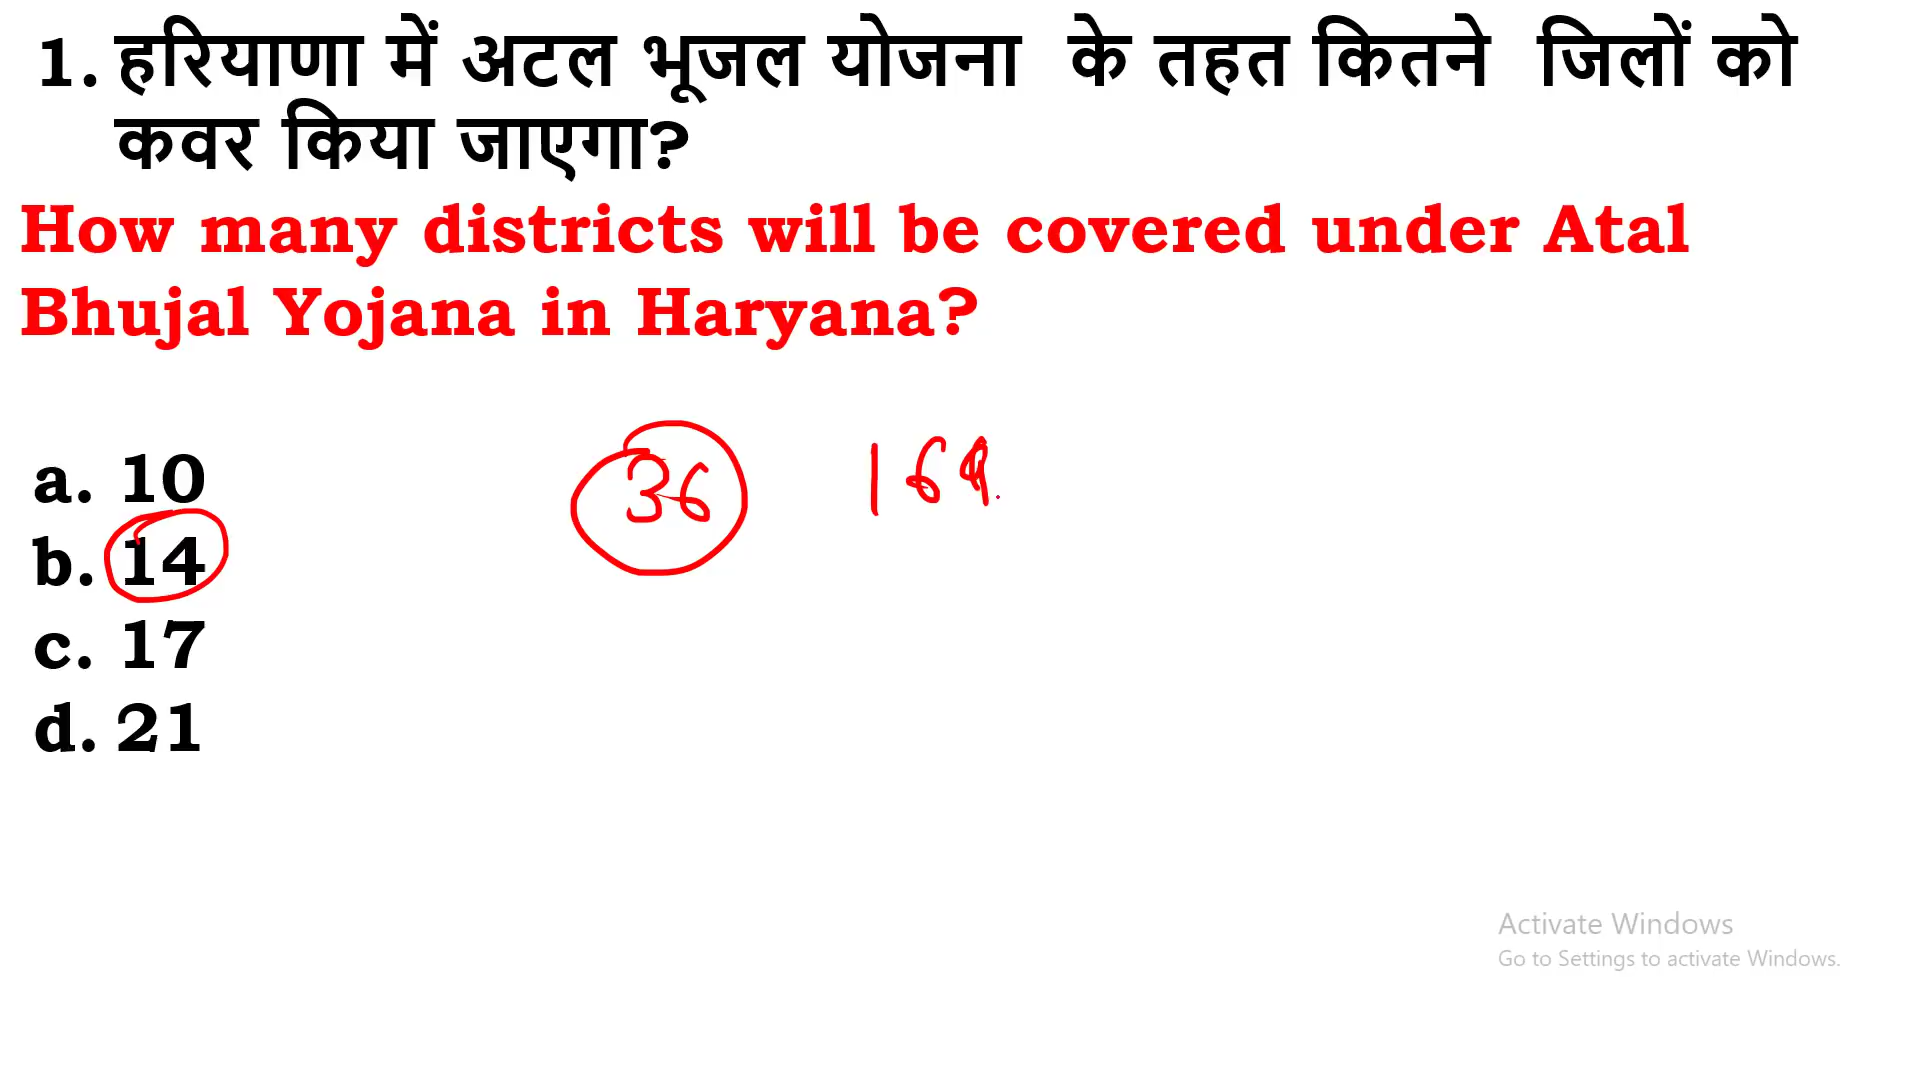 1. हरियाणा में अटल भूजल योजना के तहत कितने जिलों को
कवर किया जाएगा?
How many districts will be covered under Atal
Bhujal Yojana in Haryana?
a. 10
b. 14
c. 17
d. 21
36
Activate Windows
Go to Settings to activate Windows.